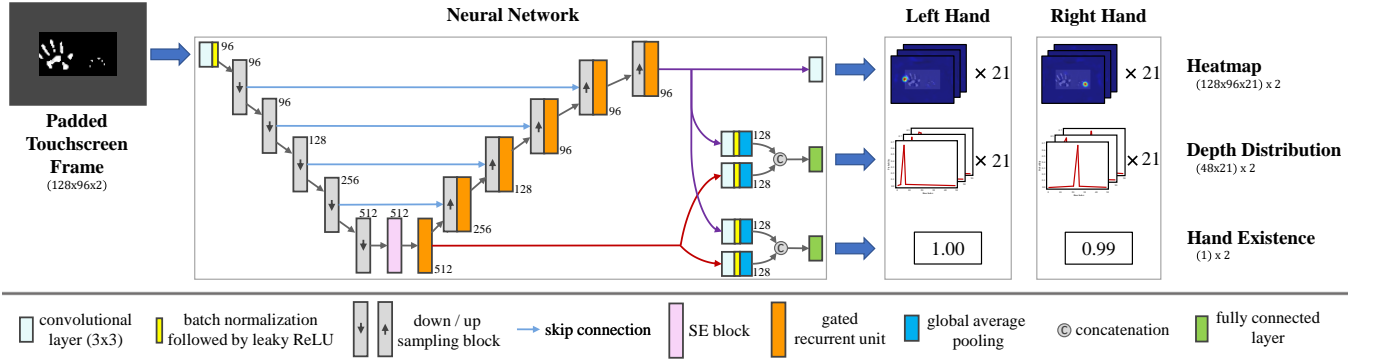 Neural Network
Left Hand
Right Hand
Padded
Touchscreen
Frame
(128x96x2)
96
96
96
128
256
512
512
512
256
128
96
96
96
128
128
128
128
C
C
× 21
× 21
× 21
× 21
1.00
0.99
Heatmap
(128x96x21) x 2
Depth Distribution
(48x21) x 2
Hand Existence
(1) x 2
convolutional
layer (3x3)
batch normalization
followed by leaky ReLU
down / up
sampling block
skip connection
SE block
gated
recurrent unit
global average
pooling
C concatenation
fully connected
layer